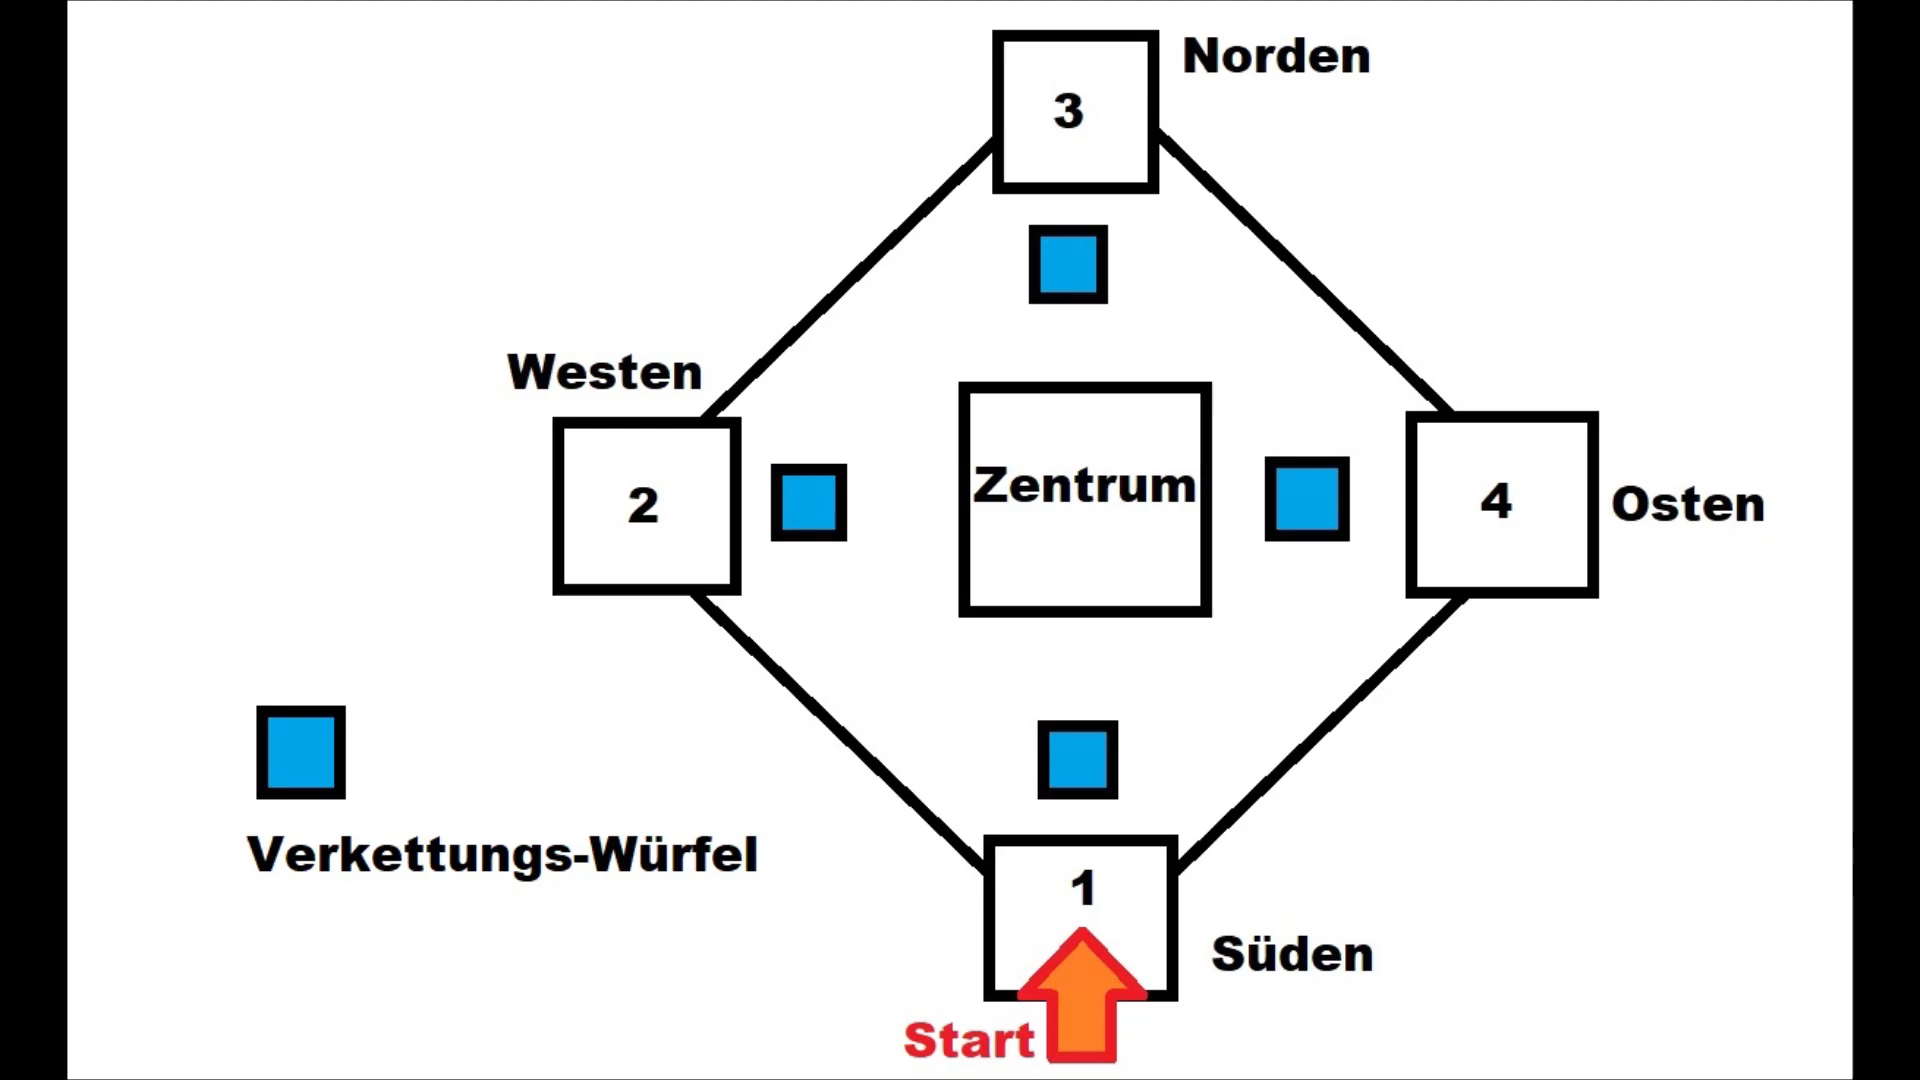 Norden
3
Westen
Zentrum
2
4
Osten
Verkettungs-Würfel
1
Süden
Start